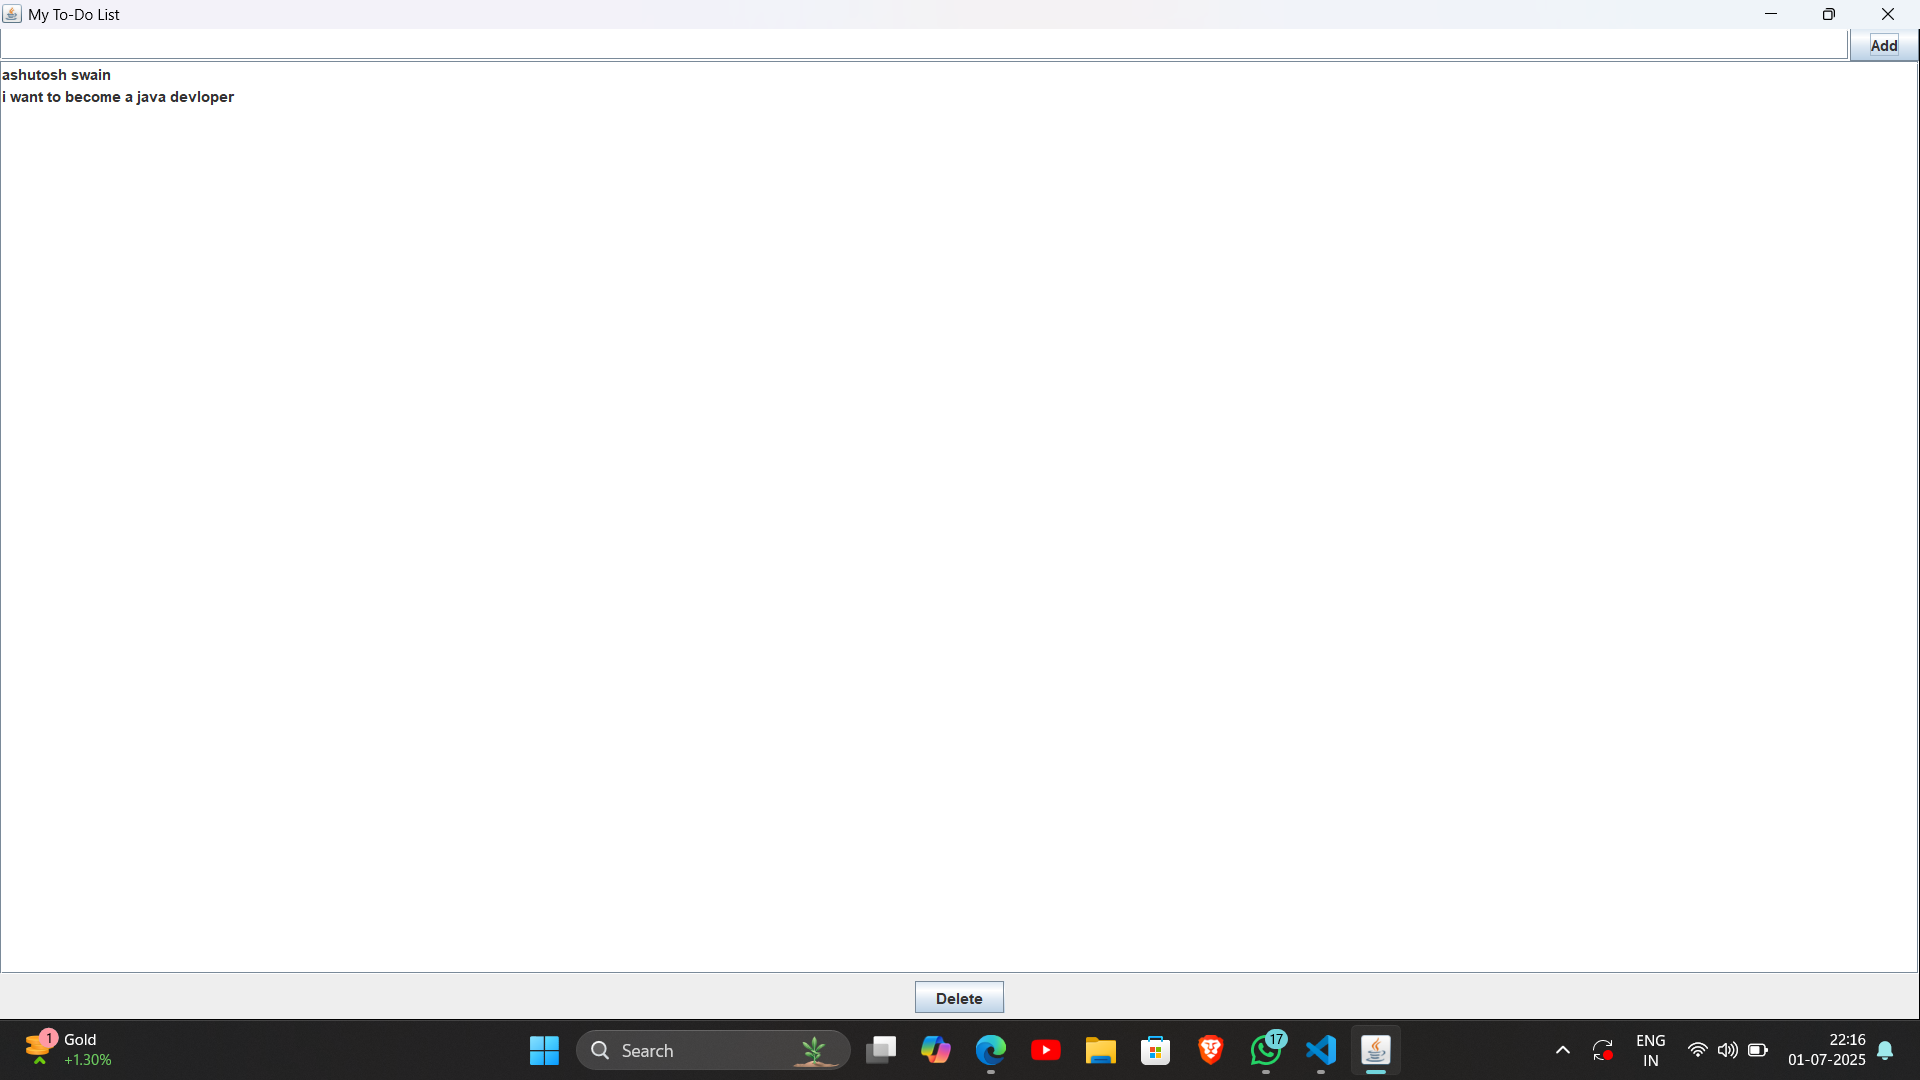 My To-Do List
Add
ashutosh swain
i want to become a java devloper
Delete
1
Gold
+1.30%
Search
17
ENG
IN
22:16
01-07-2025